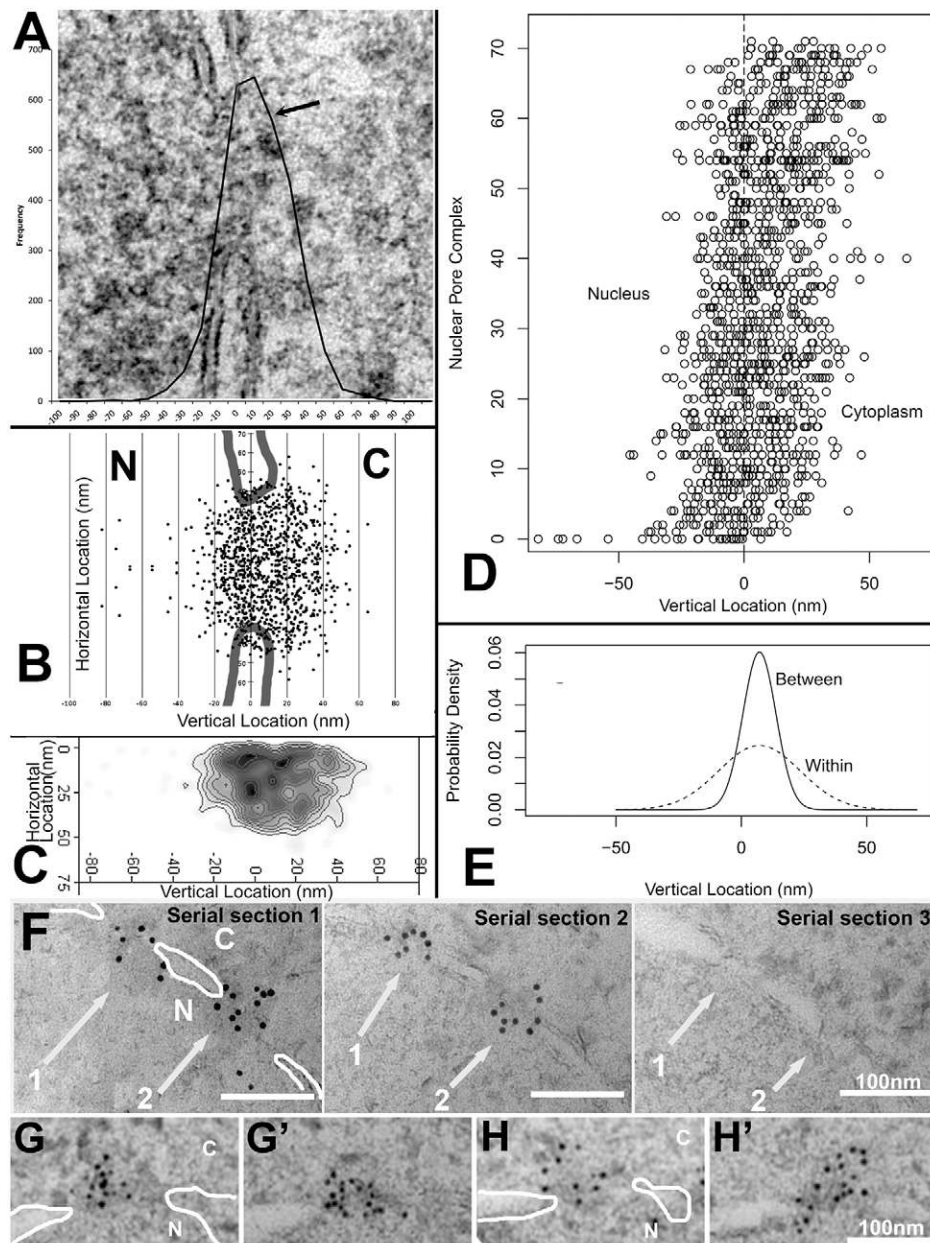 A
Frequency
700
600
500
400
300
200
100
0
-100 -90 -80 -70 -60 -50 -40 -30 -20 -10 0 10 20 30 40 50 60 70 80 90 100
B
N
C
Horizontal Location (nm)
70
60
50
50
60
-100 -80 -60 -40 -20 0 20 40 60 80
Vertical Location (nm)
C
Horizontal
Location(nm)
0
25
50
75
-80 -60 -40 -20 0 20 40 60 80
Vertical Location (nm)
D
Nuclear Pore Complex
70
60
50
40
30
20
10
0
Nucleus
Cytoplasm
−50 0 50
Vertical Location (nm)
E
Probability Density
0.06
0.04
0.02
0.00
Between
Within
−50 0 50
Vertical Location (nm)
F
Serial section 1
C
N
1
2
Serial section 2
1
2
Serial section 3
1
2
100nm
G
C
N
G’
H
C
N
H’
100nm